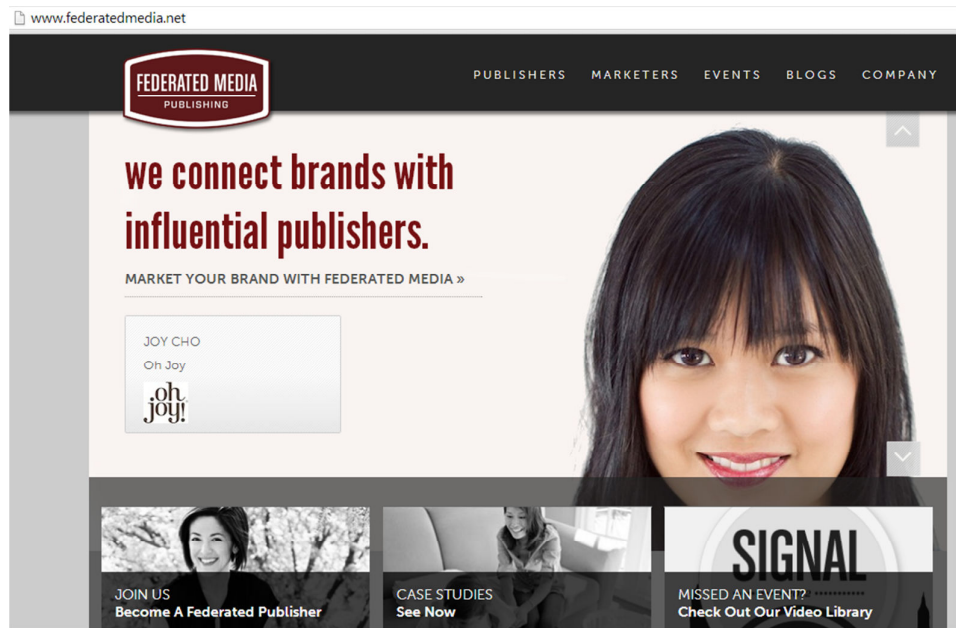 www.federatedmedia.net
FEDERATED MEDIA
PUBLISHING
PUBLISHERS MARKETERS EVENTS BLOGS COMPANY
we connect brands with
influential publishers.
MARKET YOUR BRAND WITH FEDERATED MEDIA »
JOY CHO
Oh Joy
oh
joy!
JOIN US
Become A Federated Publisher
CASE STUDIES
See Now
SIGNAL
MISSED AN EVENT?
Check Out Our Video Library